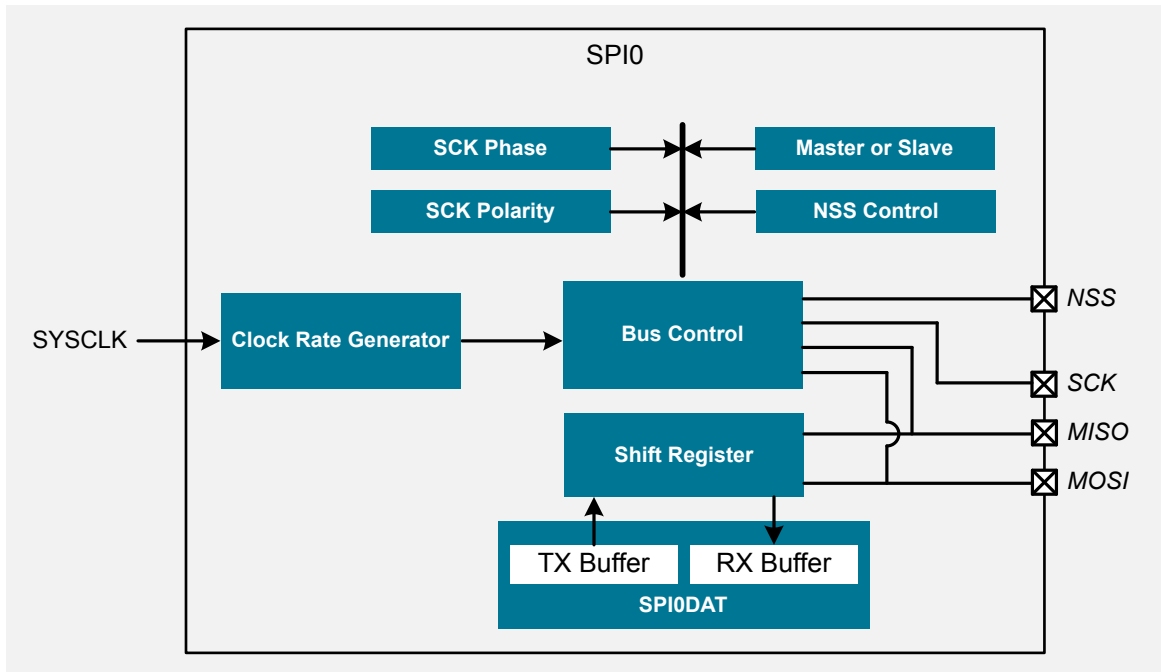 SPI0
SCK Phase
Master or Slave
SCK Polarity
NSS Control
SYSCLK
Clock Rate Generator
Bus Control
NSS
SCK
Shift Register
MISO
MOSI
TX Buffer
RX Buffer
SPI0DAT